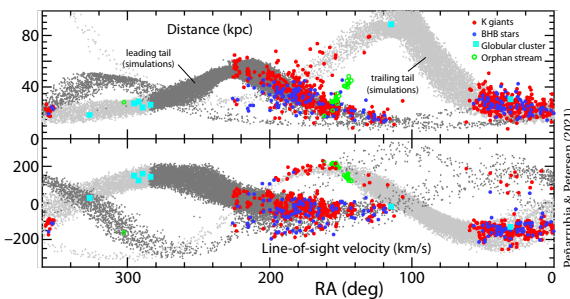 Distance (kpc)
K giants
BHB stars
Globular cluster
Orphan stream
leading tail
(simulations)
trailing tail
(simulations)
80
40
0
200
0
−200
Line-of-sight velocity (km/s)
300
200
100
0
RA (deg)
Peñarrubia & Petersen (2021)